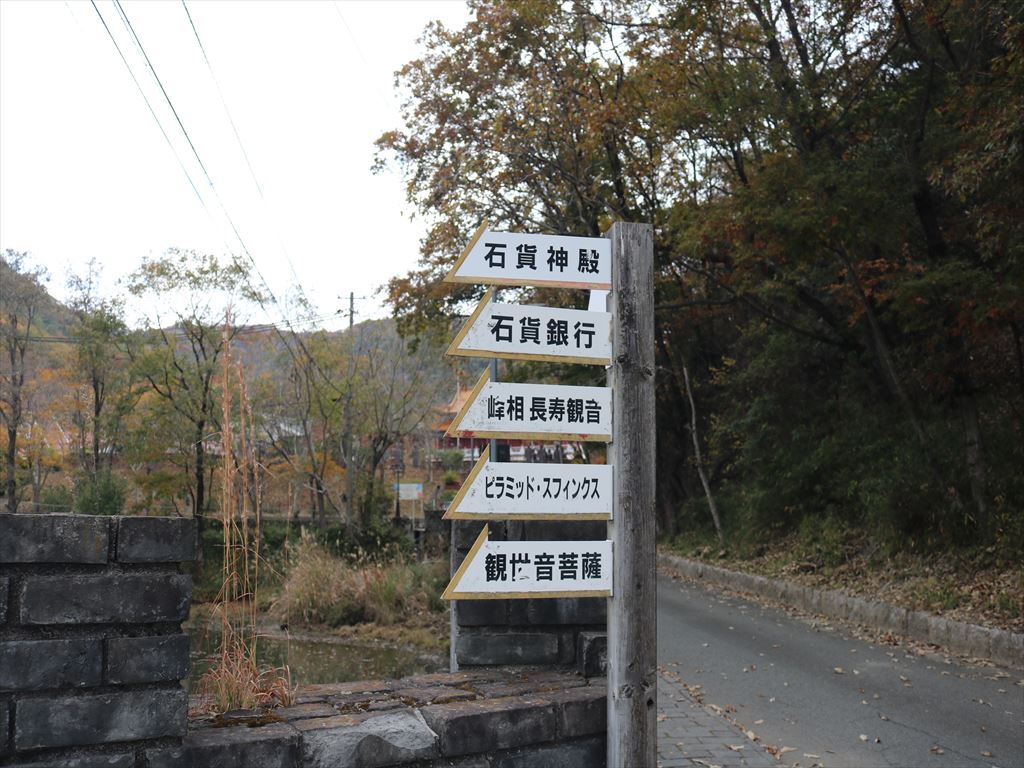 石貨神殿
石貨銀行
峰相長寿観音
ピラミッド・スフィンクス
観世音菩薩